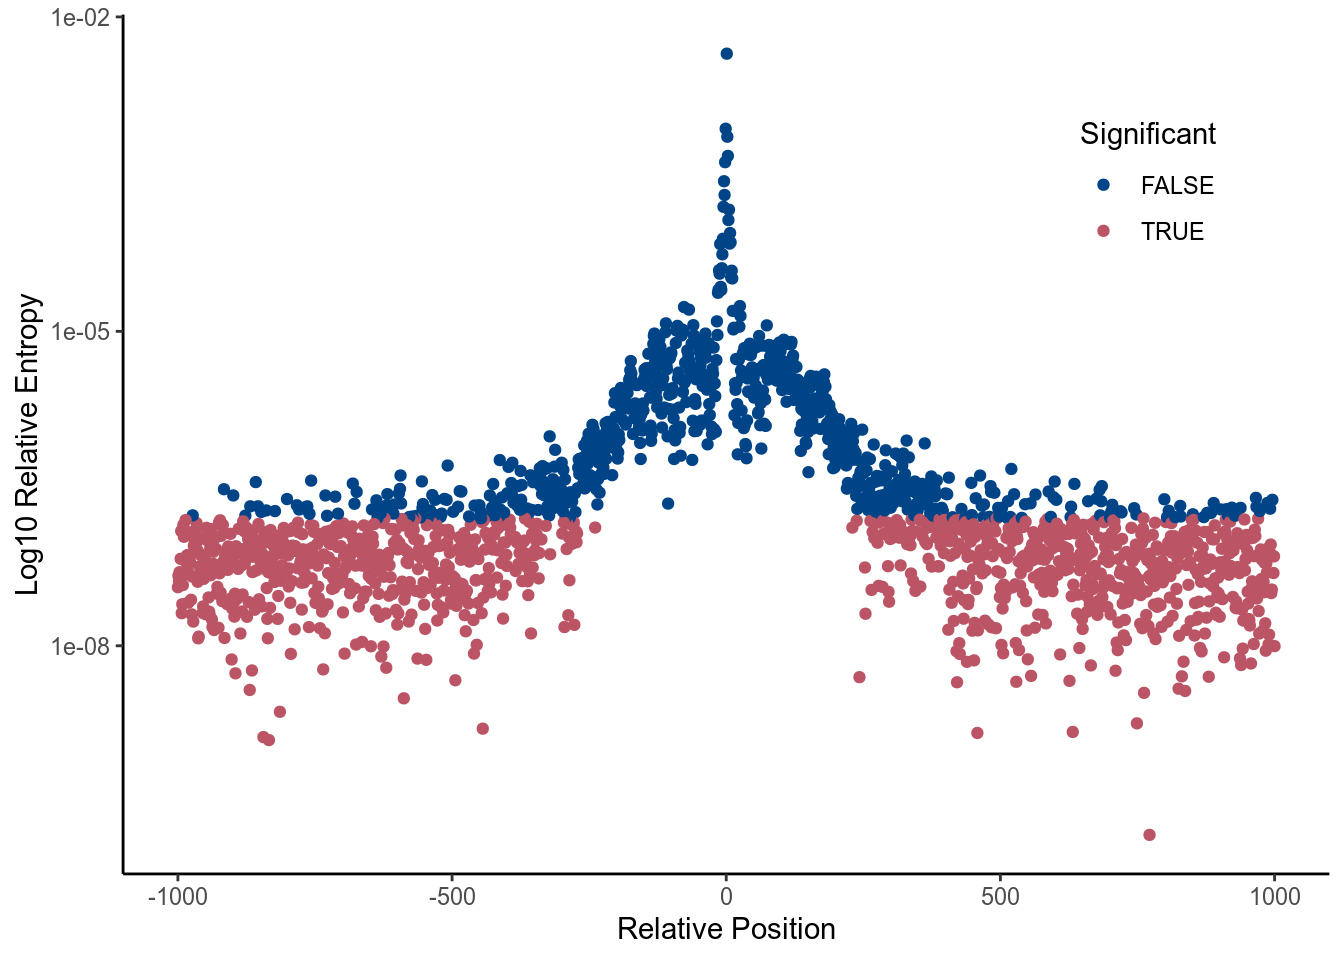 1e-02
1e-05
1e-08
Log10 Relative Entropy
Significant
FALSE
TRUE
-1000
-500
0
500
1000
Relative Position